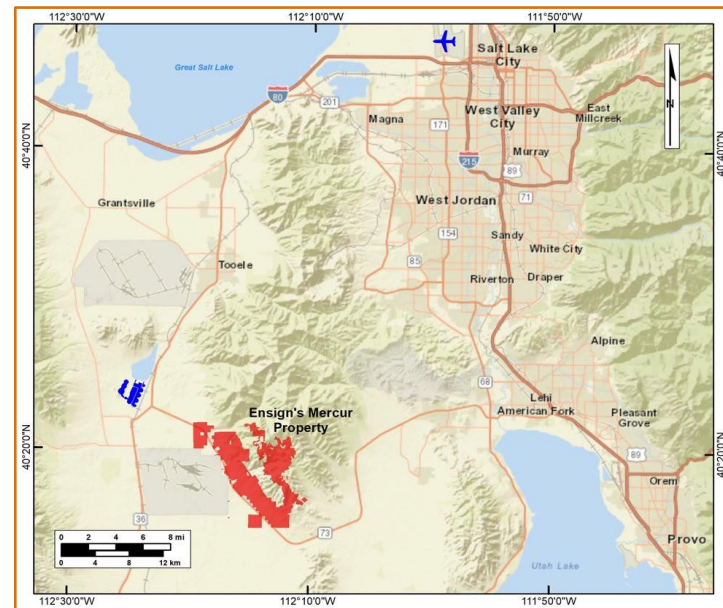 112°30'0"W
112°10'0"W
111°50'0"W
Salt Lake
City
Great Salt Lake
80
201
Magna
171
West Valley
City
East
Millcreek
N
40°40'0"N
40°40'0"N
Murray
215
89
West Jordan
71
Grantsville
154
Sandy
White City
Tooele
85
Riverton
Draper
Alpine
68
Lehi
American Fork
Pleasant
Grove
Ensign's Mercur
Property
40°20'0"N
40°20'0"N
89
Orem
36
73
Provo
0 2 4 6 8 mi
0 4 8 12 km
Utah Lake
112°30'0"W
112°10'0"W
111°50'0"W